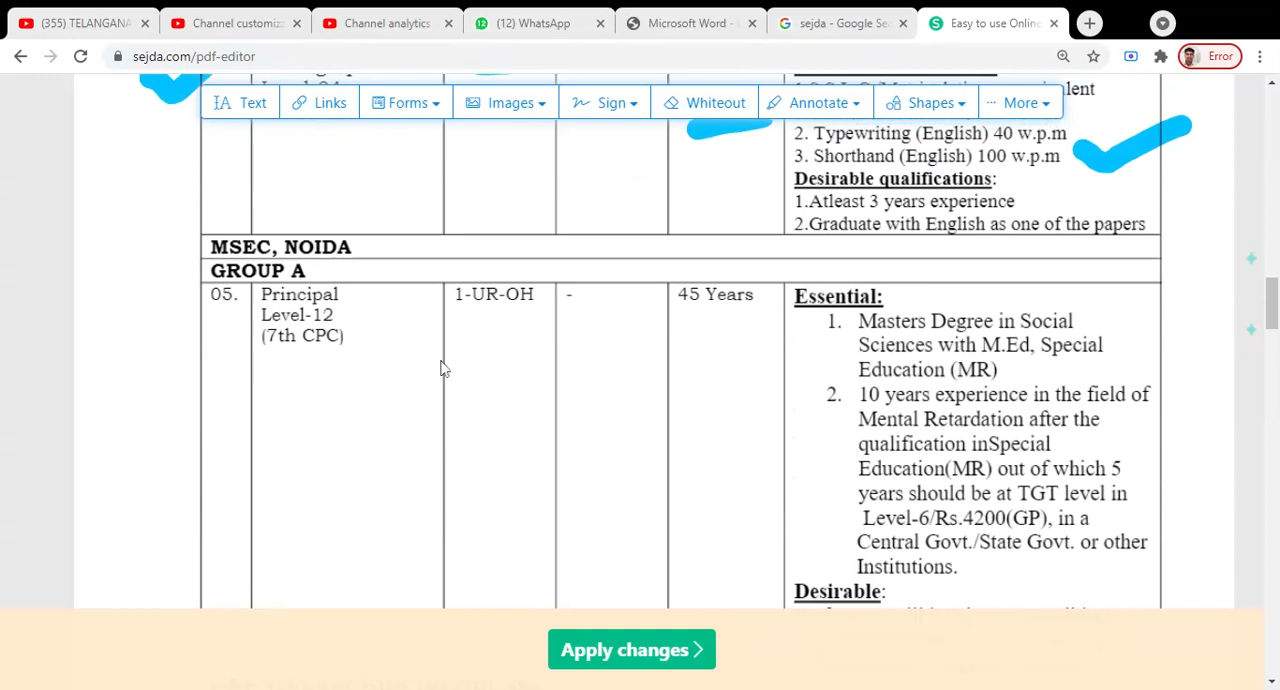 (355) TELANGANA
Channel customiz
Channel analytics
(12) WhatsApp
Microsoft Word -
sejda - Google Sea
Easy to use Online
sejda.com/pdf-editor
Error
Text
Links
Forms
Images
Sign
Whiteout
Annotate
Shapes
More
lent
2. Typewriting (English) 40 w.p.m
3. Shorthand (English) 100 w.p.m
Desirable qualifications:
1.Atleast 3 years experience
2.Graduate with English as one of the papers
MSEC, NOIDA
GROUP A
05. Principal 1-UR-OH - 45 Years Essential:
Level-12
(7th CPC)
1. Masters Degree in Social
Sciences with M.Ed, Special
Education (MR)
2. 10 years experience in the field of
Mental Retardation after the
qualification inSpecial
Education(MR) out of which 5
years should be at TGT level in
Level-6/Rs.4200(GP), in a
Central Govt./State Govt. or other
Institutions.
Desirable:
Apply changes